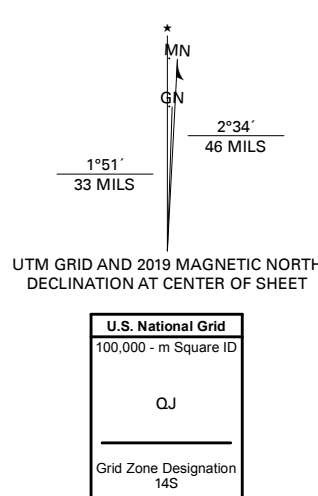 MN
GN
2°34´
46 MILS
1°51´
33 MILS
UTM GRID AND 2019 MAGNETIC NORTH
DECLINATION AT CENTER OF SHEET
U.S. National Grid
100,000 - m Square ID
QJ
Grid Zone Designation
14S